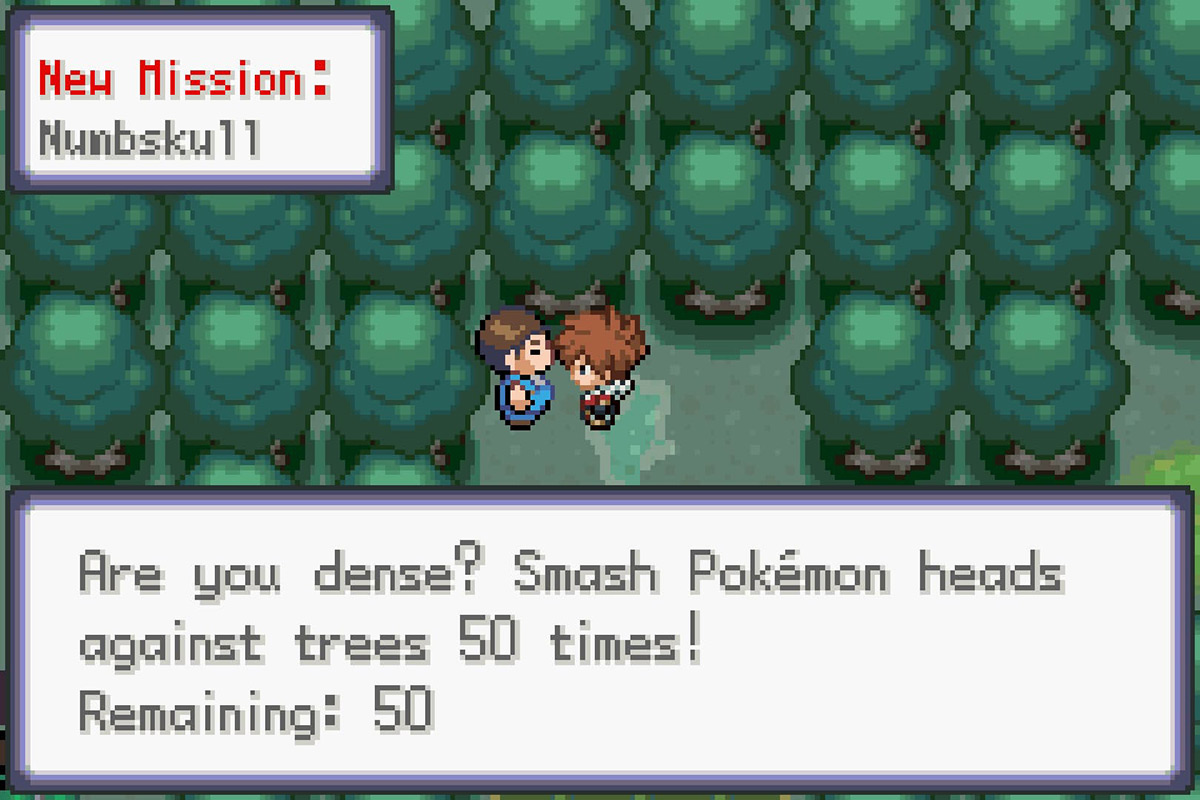 New Mission:
Numbskull
Are you dense? Smash Pokémon heads
against trees 50 times!
Remaining: 50